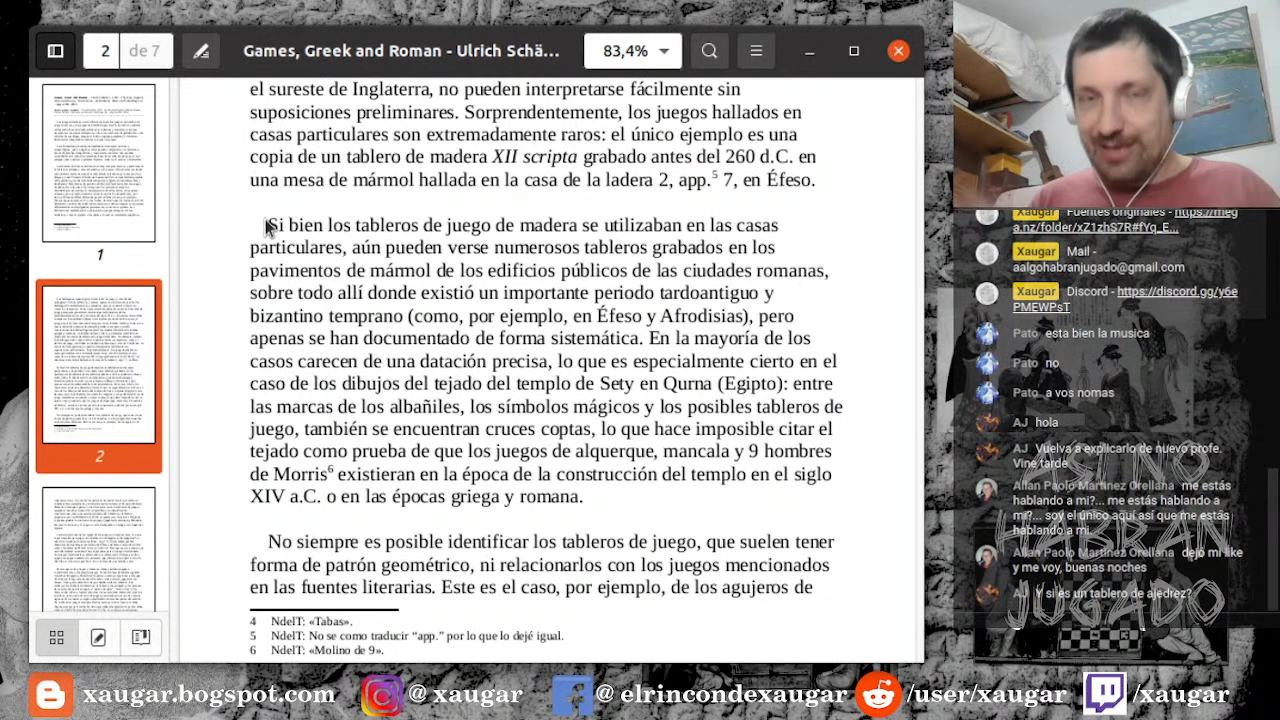 2 de 7
Games, Greek and Roman - Ulrich Schä...
83,4%
1
2
el sureste de Inglaterra, no pueden interpretarse fácilmente sin
suposiciones preliminares. Sorprendentemente, los juegos hallados en
casas particulares son extremadamente raros: el único ejemplo es una
copia de un tablero de madera XII scripta grabado antes del 260 d.C. en
una mesa de mármol hallada en la casa de la ladera 2, app.5 7, en Éfeso.
Si bien los tableros de juego de madera se utilizaban en las casas
particulares, aún pueden verse numerosos tableros grabados en los
pavimentos de mármol de los edificios públicos de las ciudades romanas,
sobre todo allí donde existió un importante periodo tardoantiguo y
bizantino temprano (como, por ejemplo, en Éfeso y Afrodisias), pero
apenas se han documentado de forma sistemática. En la mayoría de los
casos carecen de una datación precisa, lo que es especialmente cierto en el
caso de los dibujos del tejado del templo de Sety en Qurna (Egipto: entre
las marcas de los albañiles, los símbolos mágicos y los posibles tableros de
juego, también se encuentran cruces coptas, lo que hace imposible citar el
tejado como prueba de que los juegos de alquerque, mancala y 9 hombres
de Morris6 existieran en la época de la construcción del templo en el siglo
XIV a.C. o en las épocas griega y romana.
No siempre es posible identificar los tableros de juego, que suelen tener
forma de patrón geométrico, ni relacionarlos con los juegos mencionados
en las fuentes literarias. Este es el caso, por ejemplo, de los agujeros de
4 NdelT: «Tabas».
5 NdelT: No se como traducir “app.” por lo que lo dejé igual.
6 NdelT: «Molino de 9».
Xaugar Fuentes originales - https://meg
a.nz/folder/xZ1zhS7R#fYq_E...
Xaugar Mail -
aalgohabranjugado@gmail.com
Xaugar Discord - https://discord.gg/y6e
PMEWPsT
Pato esta bien la musica
Pato no
Pato a vos nomas
AJ hola
AJ Vuelva a explicarlo de nuevo profe.
Vine tarde
Allan Paolo Martinez Orellana me estás
hablando a mi?... me estás hablando a
mi?... soy el único aquí así que me estás
hablando a mi...
Allan Paolo Martinez Orellana dejó mi like
y me voy, buenas noches
AJ Y si es un tablero de ajedrez?
HABRAN
JUGADO
xaugar.bogspot.com @ xaugar @ elrincondexaugar /user/xaugar /xaugar